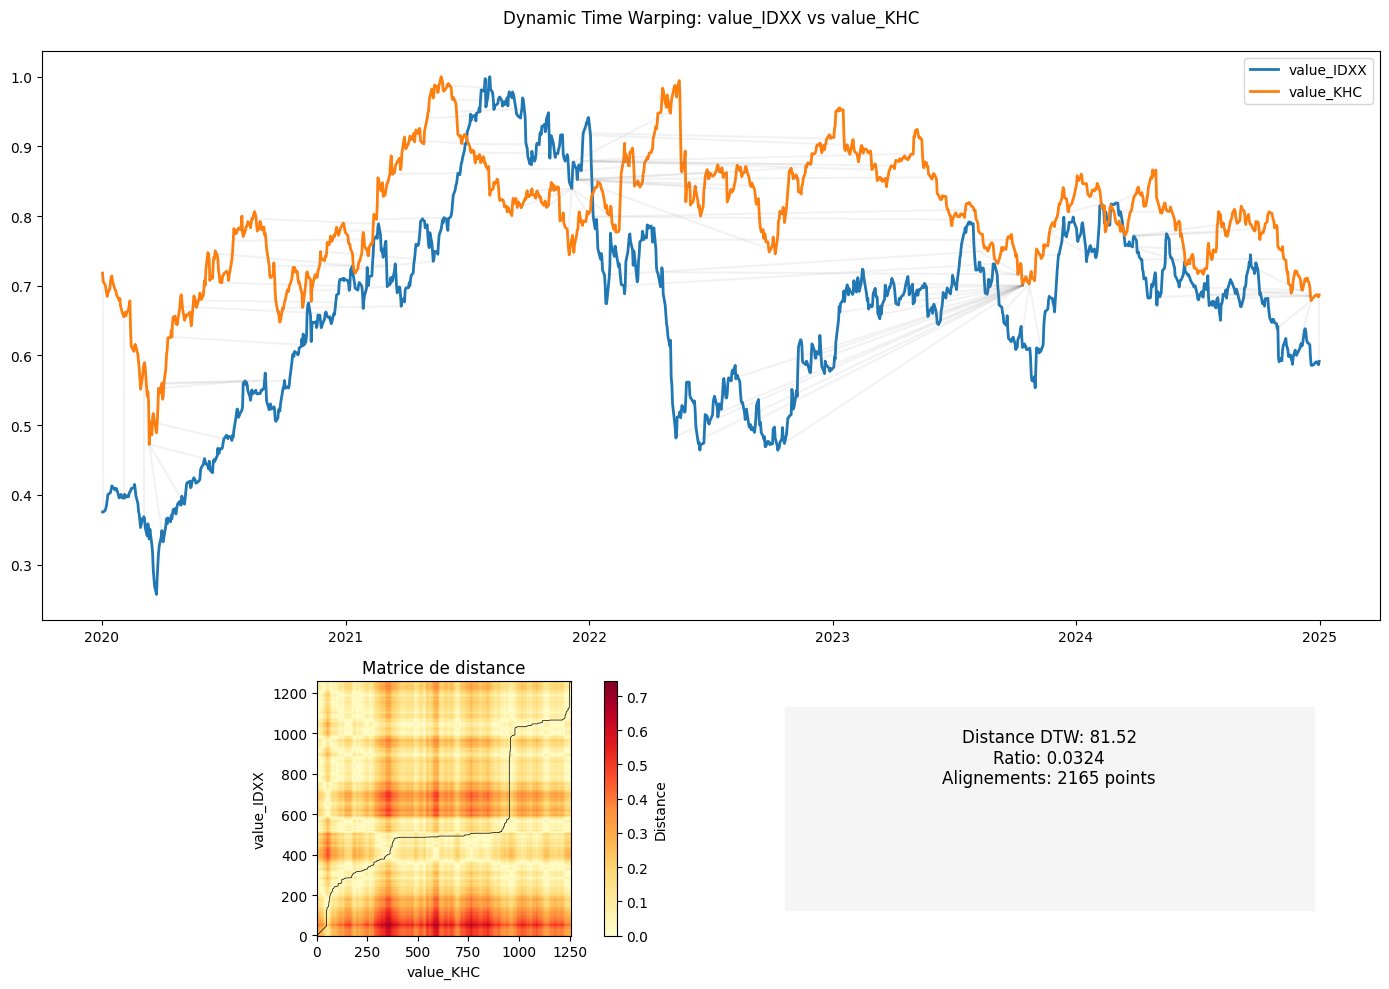 Dynamic Time Warping: value_IDXX vs value_KHC
value_IDXX
value_KHC
1.0
0.9
0.8
0.7
0.6
0.5
0.4
0.3
2020 2021 2022 2023 2024 2025
Matrice de distance
value_IDXX
1200
1000
800
600
400
200
0
0 250 500 750 1000 1250
value_KHC
0.7
0.6
0.5
0.4
0.3
0.2
0.1
0.0
Distance
Distance DTW: 81.52
Ratio: 0.0324
Alignements: 2165 points